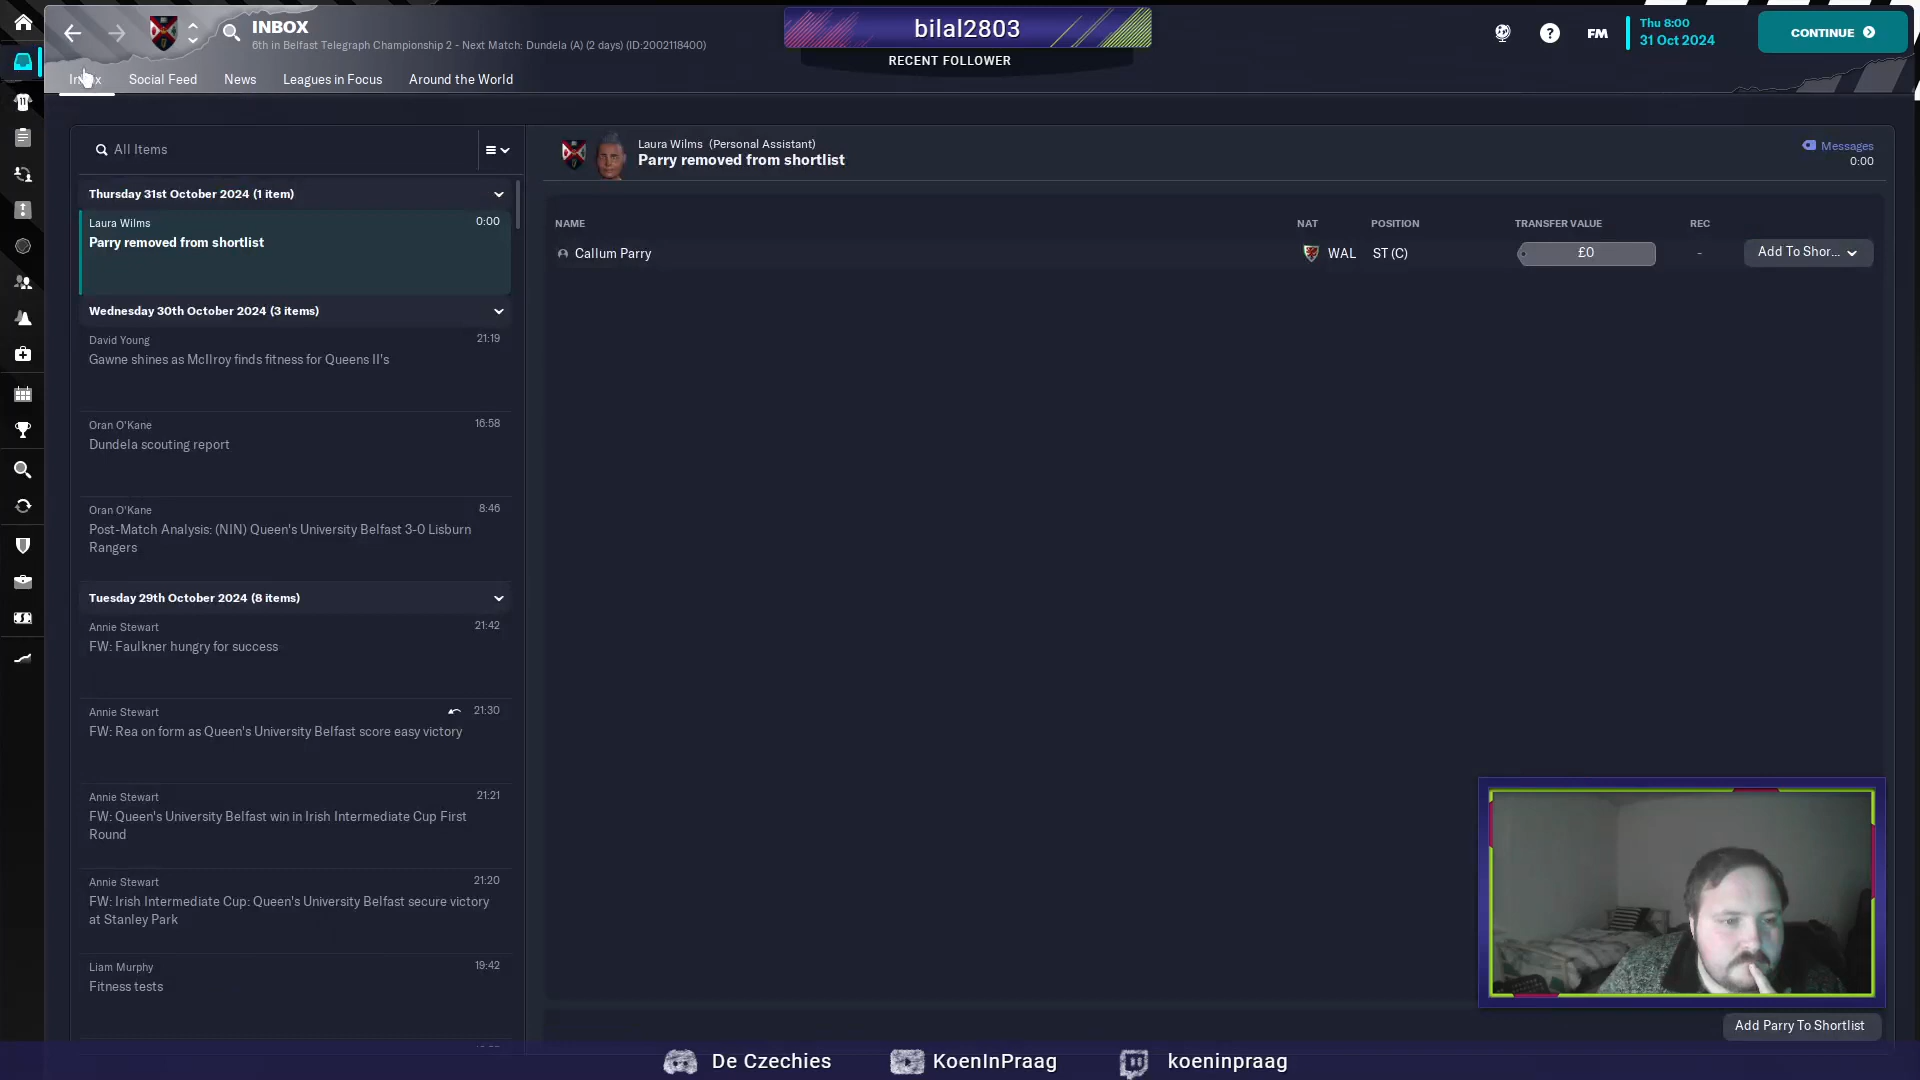 INBOX
6th in Belfast Telegraph Championship 2 - Next Match: Dundela (A) (2 days) (ID:2002118400)
bilal2803
RECENT FOLLOWER
FM
Thu 8:00
31 Oct 2024
CONTINUE
Inbox
Social Feed
News
Leagues in Focus
Around the World
All Items
Thursday 31st October 2024 (1 item)
Laura Wilms
0:00
Parry removed from shortlist
Wednesday 30th October 2024 (3 items)
David Young
21:19
Gawne shines as McIlroy finds fitness for Queens II's
Oran O'Kane
16:58
Dundela scouting report
Oran O'Kane
8:46
Post-Match Analysis: (NIN) Queen's University Belfast 3-0 Lisburn
Rangers
Tuesday 29th October 2024 (8 items)
Annie Stewart
21:42
FW: Faulkner hungry for success
Annie Stewart
21:30
FW: Rea on form as Queen's University Belfast score easy victory
Annie Stewart
21:21
FW: Queen's University Belfast win in Irish Intermediate Cup First
Round
Annie Stewart
21:20
FW: Irish Intermediate Cup: Queen's University Belfast secure victory
at Stanley Park
Liam Murphy
19:42
Fitness tests
Laura Wilms (Personal Assistant)
Parry removed from shortlist
Messages
0:00
NAME
NAT
POSITION
TRANSFER VALUE
REC
Callum Parry
WAL
ST (C)
£0
-
Add To Shor...
Add Parry To Shortlist
De Czechies
KoenInPraag
koeninpraag